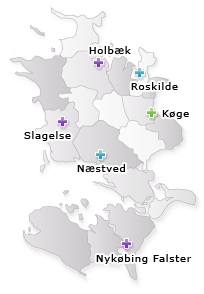 Holbæk
Roskilde
Køge
Slagelse
Næstved
Nykøbing Falster